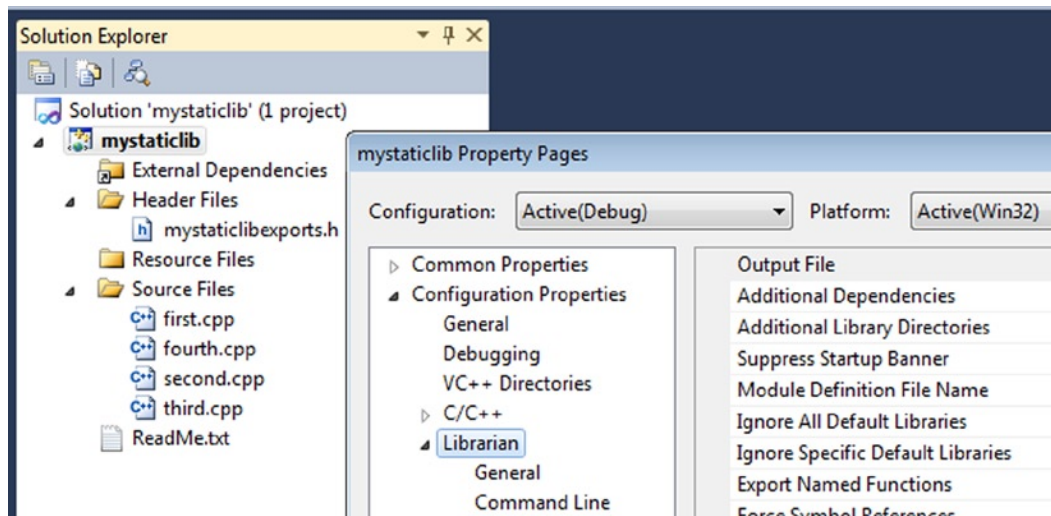 Solution Explorer
Solution 'mystaticlib' (1 project)
mystaticlib
External Dependencies
Header Files
mystaticlibexports.h
Resource Files
Source Files
first.cpp
fourth.cpp
second.cpp
third.cpp
ReadMe.txt
mystaticlib Property Pages
Configuration: Active(Debug) Platform: Active(Win32)
Common Properties
Configuration Properties
General
Debugging
VC++ Directories
C/C++
Librarian
General
Command Line
Output File
Additional Dependencies
Additional Library Directories
Suppress Startup Banner
Module Definition File Name
Ignore All Default Libraries
Ignore Specific Default Libraries
Export Named Functions
Force Symbol References